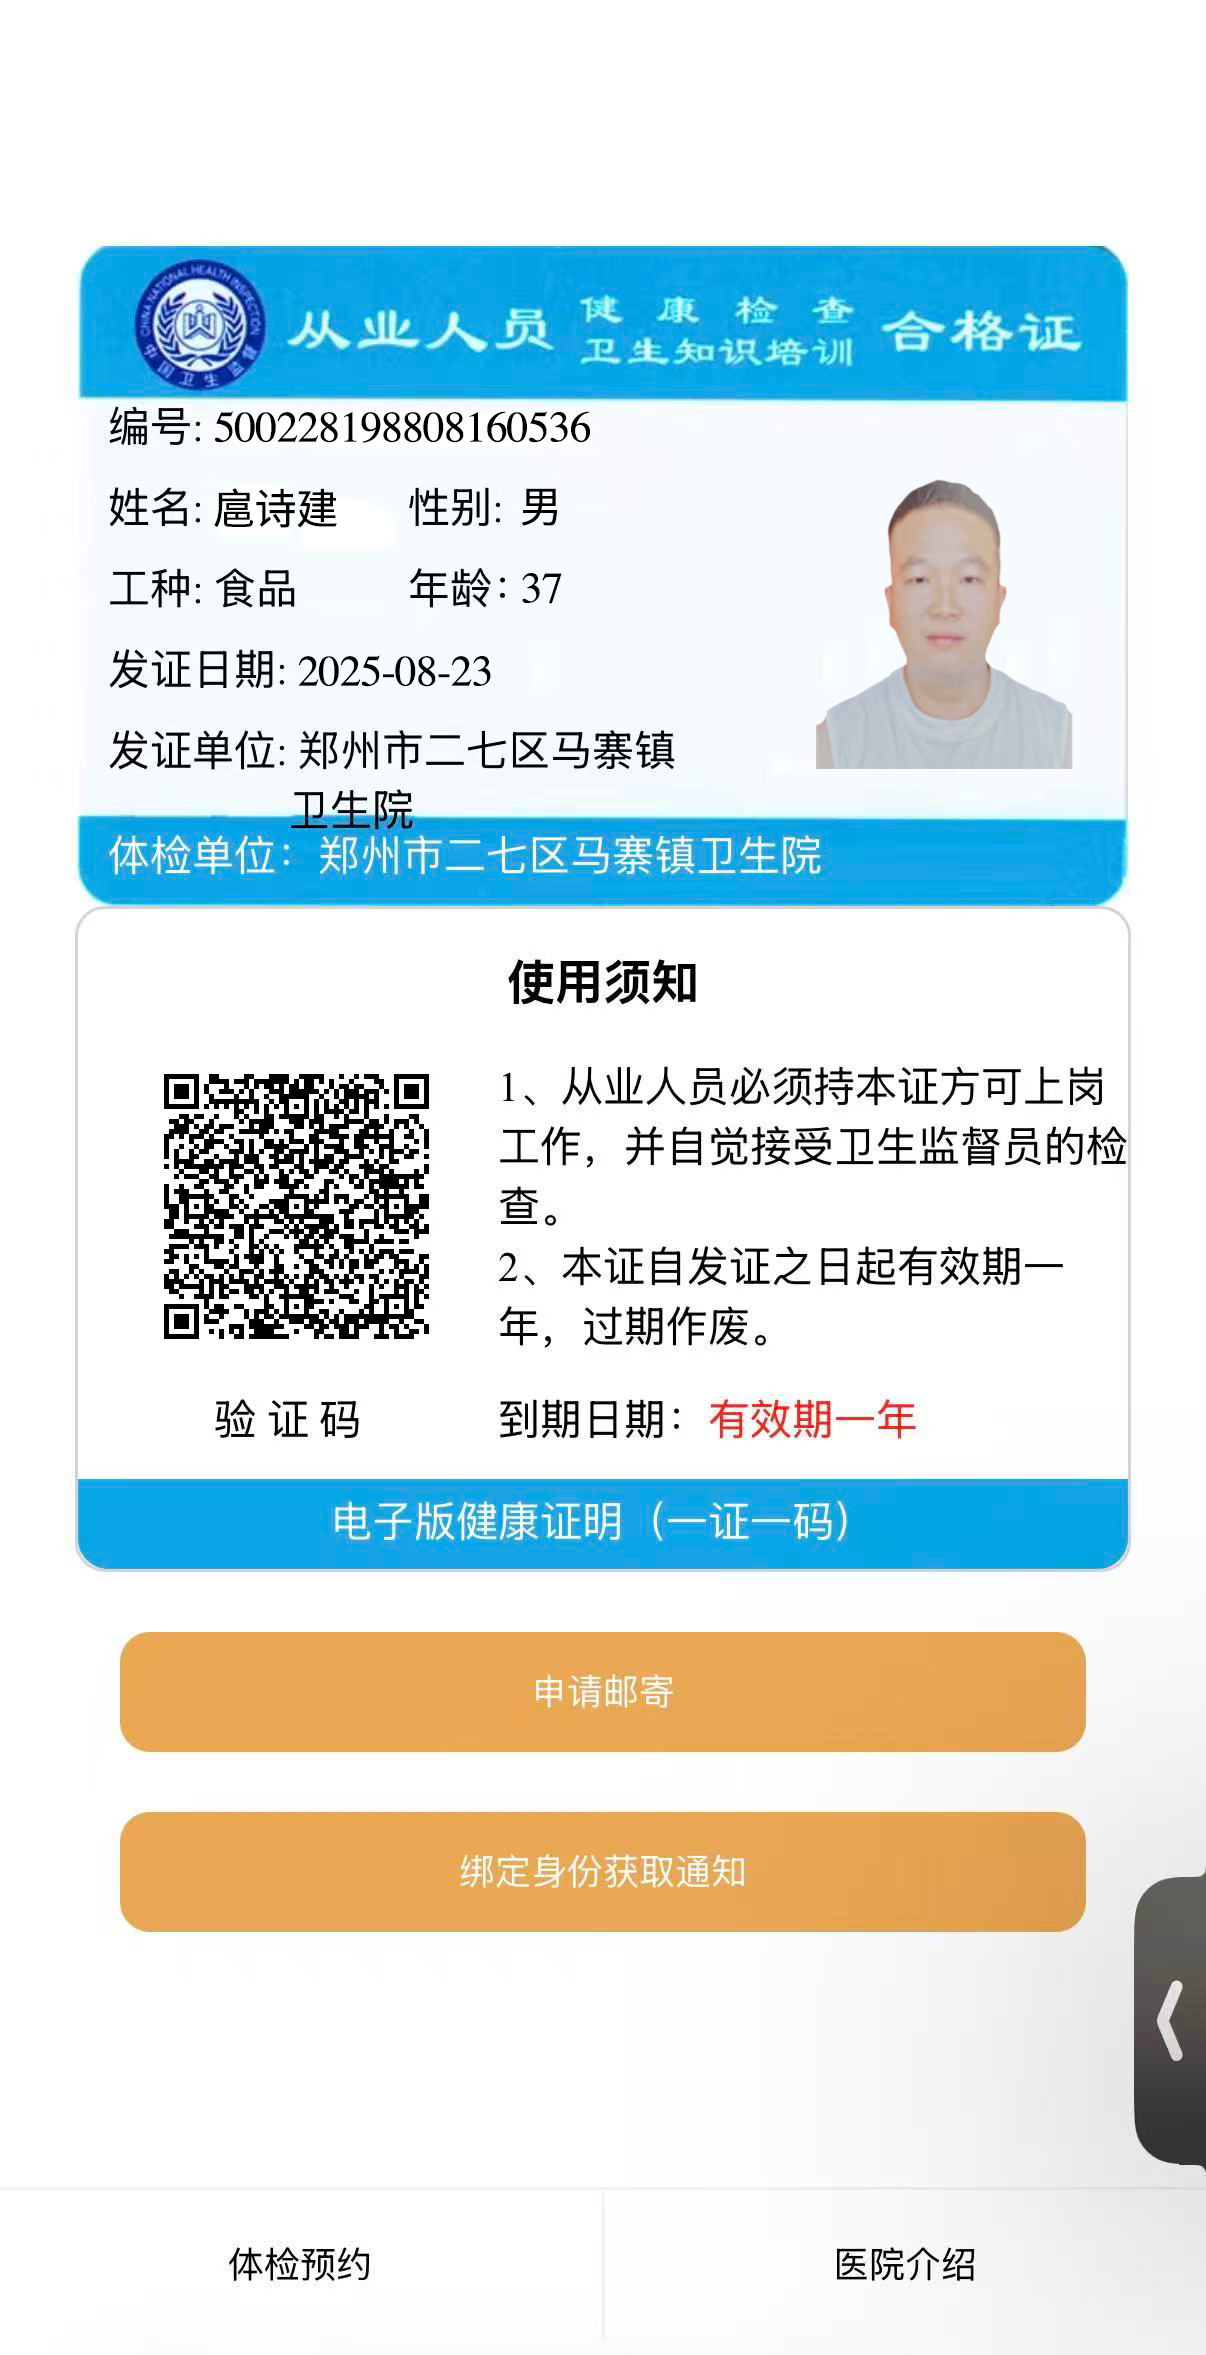 CHINA NATIONAL HEALTH INSPECTION
中国卫生监督
从业人员 健康检查 卫生知识培训 合格证
编号: 500228198808160536
姓名: 扈诗建 性别: 男
工种: 食品 年龄: 37
发证日期: 2025-08-23
发证单位: 郑州市二七区马寨镇
卫生院
体检单位：郑州市二七区马寨镇卫生院
使用须知
1、从业人员必须持本证方可上岗
工作，并自觉接受卫生监督员的检
查。
2、本证自发证之日起有效期一
年，过期作废。
验证码
到期日期：有效期一年
电子版健康证明（一证一码）
申请邮寄
绑定身份获取通知
体检预约
医院介绍